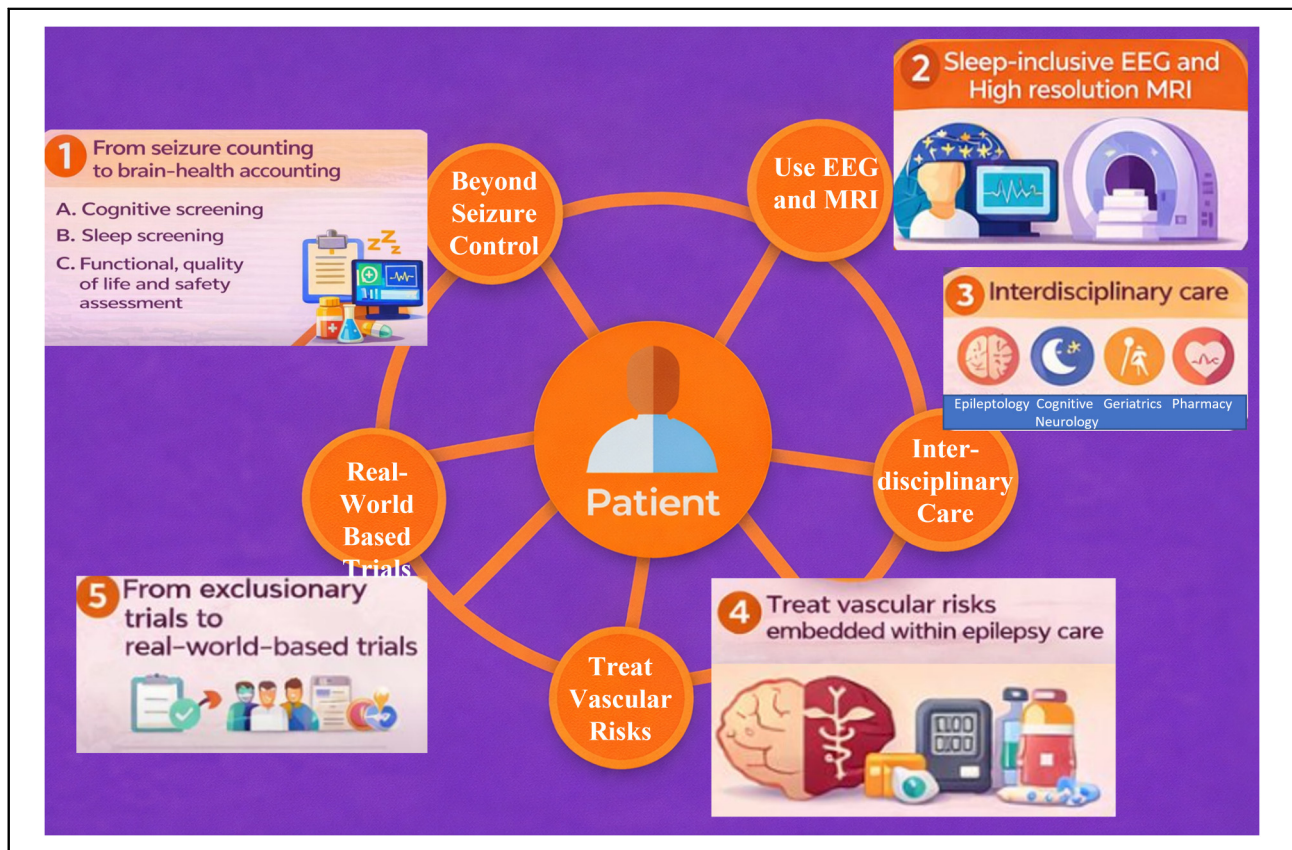 1
From seizure counting
to brain-health accounting
A. Cognitive screening
B. Sleep screening
C. Functional, quality
of life and safety
assessment
zzz
Beyond
Seizure
Control
Use EEG
and MRI
2
Sleep-inclusive EEG and
High resolution MRI
3
Interdisciplinary care
Epileptology Cognitive Geriatrics Pharmacy
Neurology
Inter-
disciplinary
Care
Patient
Real-
World
Based
Trials
5
From exclusionary
trials to
real-world-based trials
Treat
Vascular
Risks
4
Treat vascular risks
embedded within epilepsy care